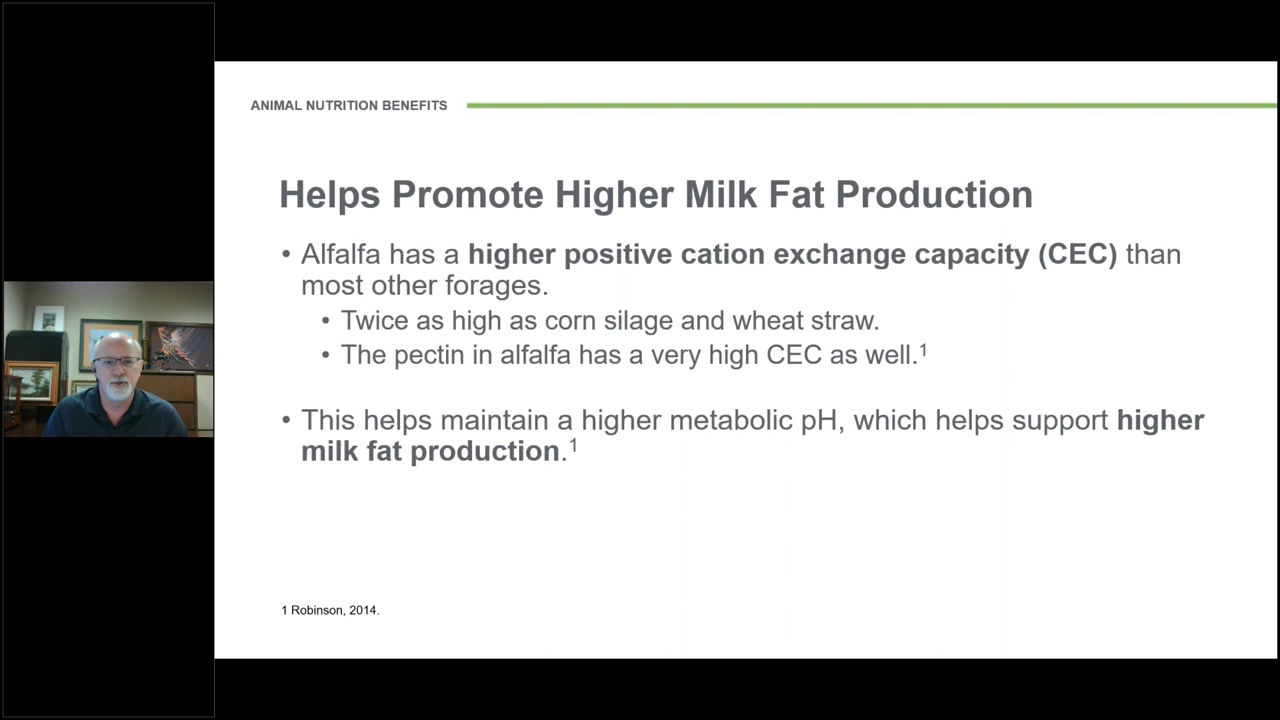 ANIMAL NUTRITION BENEFITS
Helps Promote Higher Milk Fat Production
• Alfalfa has a higher positive cation exchange capacity (CEC) than
most other forages.
• Twice as high as corn silage and wheat straw.
• The pectin in alfalfa has a very high CEC as well.1
• This helps maintain a higher metabolic pH, which helps support higher
milk fat production.1
1 Robinson, 2014.